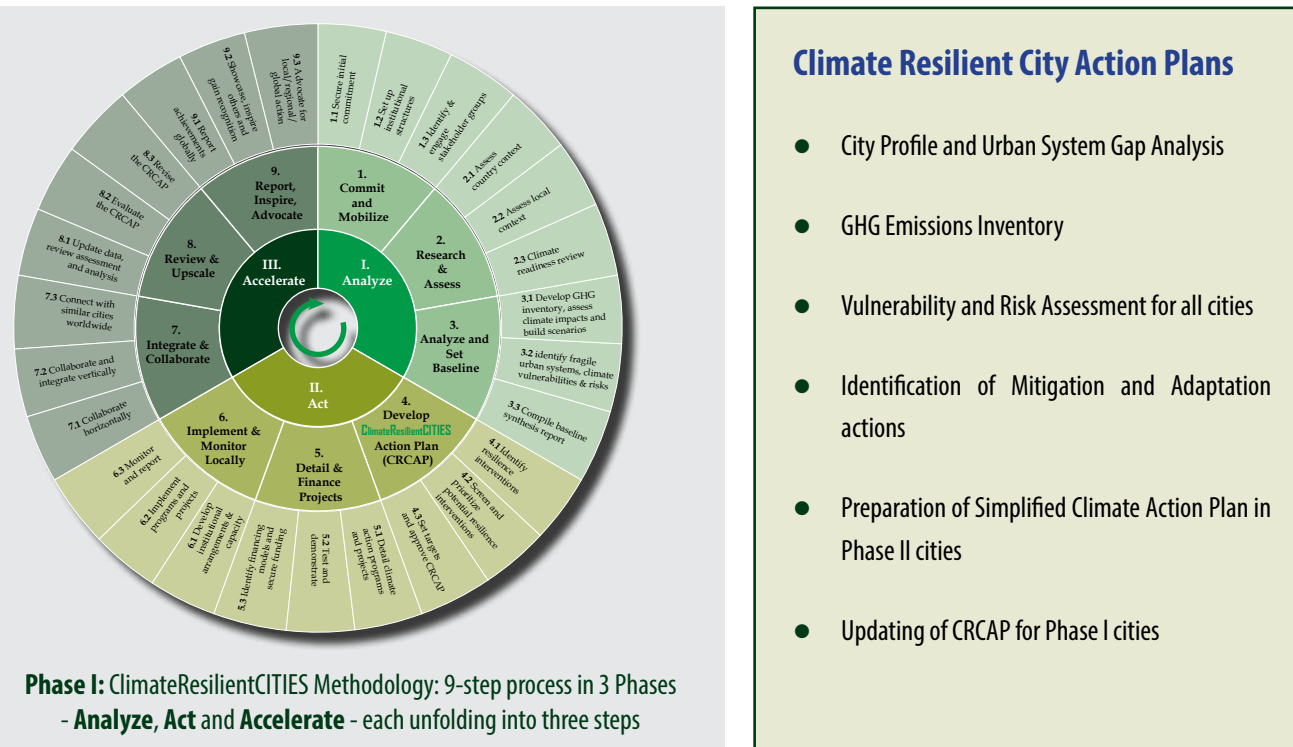 I.
Analyze
II.
Act
III.
Accelerate
1.
Commit
and
Mobilize
2.
Research
&
Assess
3.
Analyze and
Set
Baseline
4.
Develop
ClimateResilientCITIES
Action Plan
(CRCAP)
5.
Detail &
Finance
Projects
6.
Implement &
Monitor
Locally
7.
Integrate &
Collaborate
8.
Review &
Upscale
9.
Report,
Inspire,
Advocate
1.1 Secure initial
commitment
1.2 Set up
institutional
structures
1.3 Identify &
engage
stakeholder groups
2.1 Assess
country context
2.2 Assess local
context
2.3 Climate
readiness review
3.1 Develop GHG
inventory, assess
climate impacts and
build scenarios
3.2 identify fragile
urban systems, climate
vulnerabilities & risks
3.3 Compile baseline
synthesis report
4.1 Identify
resilience
interventions
4.2 Screen and
prioritize
potential resilience
interventions
4.3 Set targets
and approve CRCAP
5.1 Detail climate
action programs
and projects
5.2 Test and
demonstrate
5.3 Identify financing
models and
secure funding
6.1 Develop
institutional
arrangements &
capacity
6.2 Implement
programs and
projects
6.3 Monitor
and report
7.1 Collaborate
horizontally
7.2 Collaborate and
integrate vertically
7.3 Connect with
similar cities
worldwide
8.1 Update data,
review assessment
and analysis
8.2 Evaluate
the CRCAP
8.3 Revise
the CRCAP
9.1 Report
achievements
globally
9.2 Showcase, inspire
others and
gain recognition
9.3 Advocate for
local/regional/
global action
Phase I: ClimateResilientCITIES Methodology: 9-step process in 3 Phases
- Analyze, Act and Accelerate - each unfolding into three steps
Climate Resilient City Action Plans
● City Profile and Urban System Gap Analysis
● GHG Emissions Inventory
● Vulnerability and Risk Assessment for all cities
● Identification of Mitigation and Adaptation
actions
● Preparation of Simplified Climate Action Plan in
Phase II cities
● Updating of CRCAP for Phase I cities